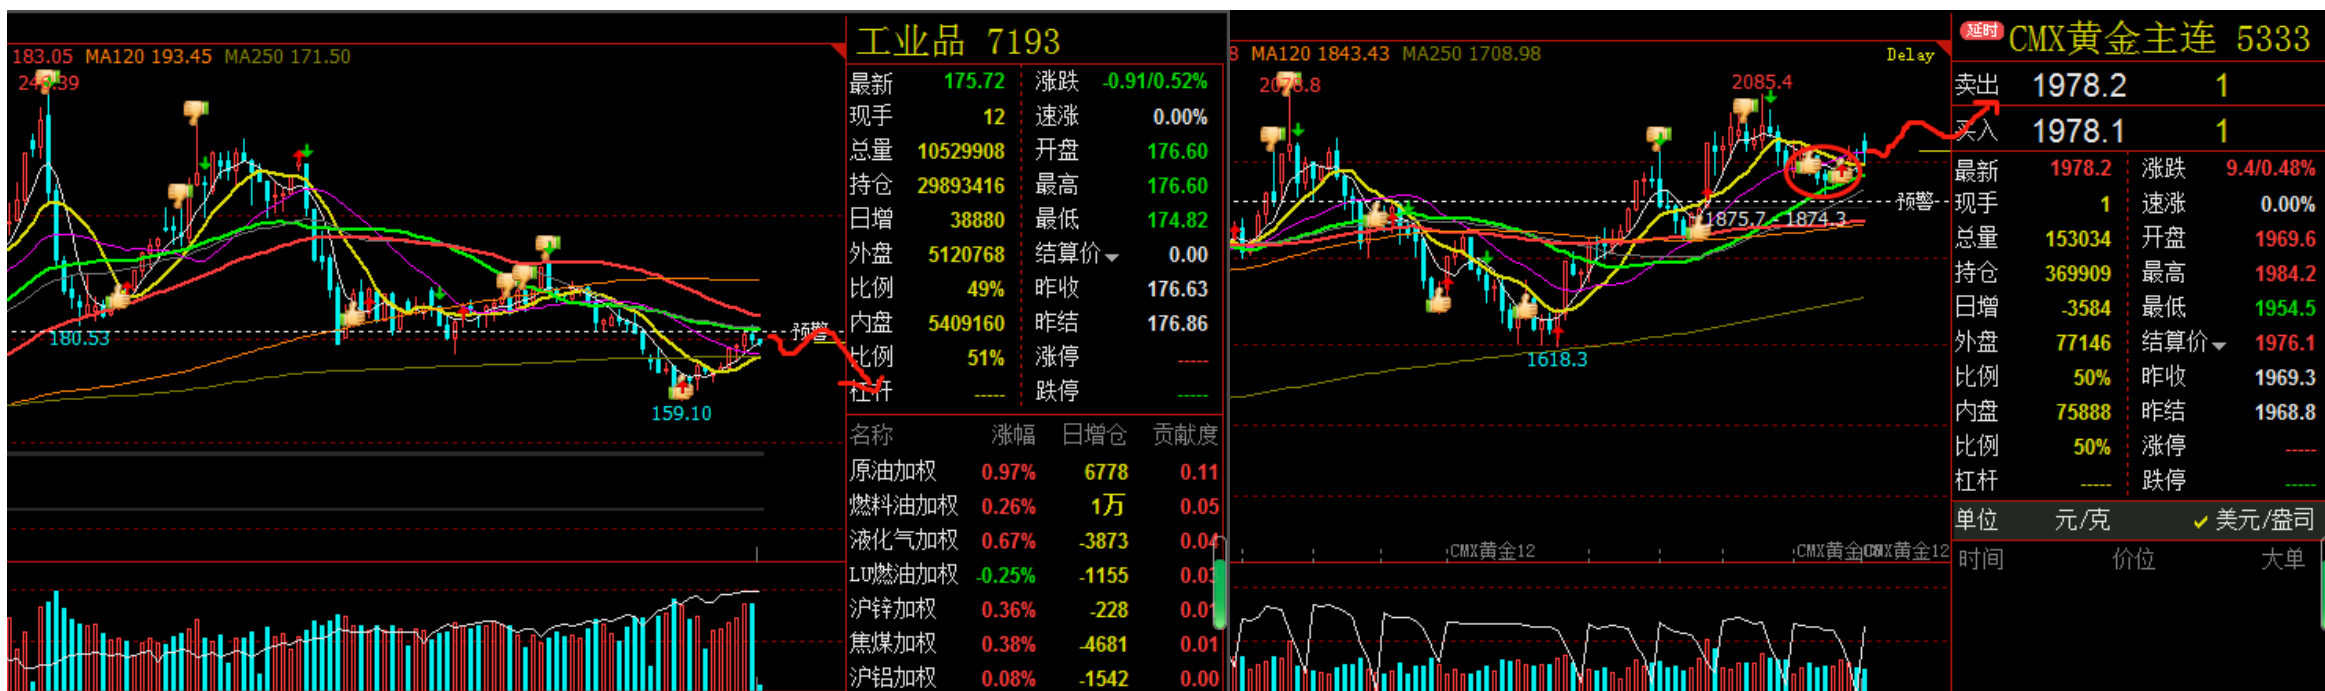 183.05 MA120 193.45 MA250 171.50
180.53
159.10
预警
工业品 7193
最新 175.72 涨跌 -0.91/0.52%
现手 12 速涨 0.00%
总量 10529908 开盘 176.60
持仓 29893416 最高 176.60
日增 38880 最低 174.82
外盘 5120768 结算价 0.00
比例 49% 昨收 176.63
内盘 5409160 昨结 176.86
比例 51% 涨停 -----
杠杆 ----- 跌停 -----
名称 涨幅 日增仓 贡献度
原油加权 0.97% 6778 0.11
燃料油加权 0.26% 1万 0.05
液化气加权 0.67% -3873 0.04
LU燃油加权 -0.25% -1155 0.03
沪锌加权 0.36% -228 0.01
焦煤加权 0.38% -4681 0.01
沪铝加权 0.08% -1542 0.00
8 MA120 1843.43 MA250 1708.98
Delay
2085.4
1875.7 - 1874.3
1618.3
预警
CMX黄金12
CMX黄金12
延时 CMX黄金主连 5333
卖出 1978.2 1
买入 1978.1 1
最新 1978.2 涨跌 9.4/0.48%
现手 1 速涨 0.00%
总量 153034 开盘 1969.6
持仓 369909 最高 1984.2
日增 -3584 最低 1954.5
外盘 77146 结算价 1976.1
比例 50% 昨收 1969.3
内盘 75888 昨结 1968.8
比例 50% 涨停 -----
杠杆 ----- 跌停 -----
单位 元/克 美元/盎司
时间 价位 大单